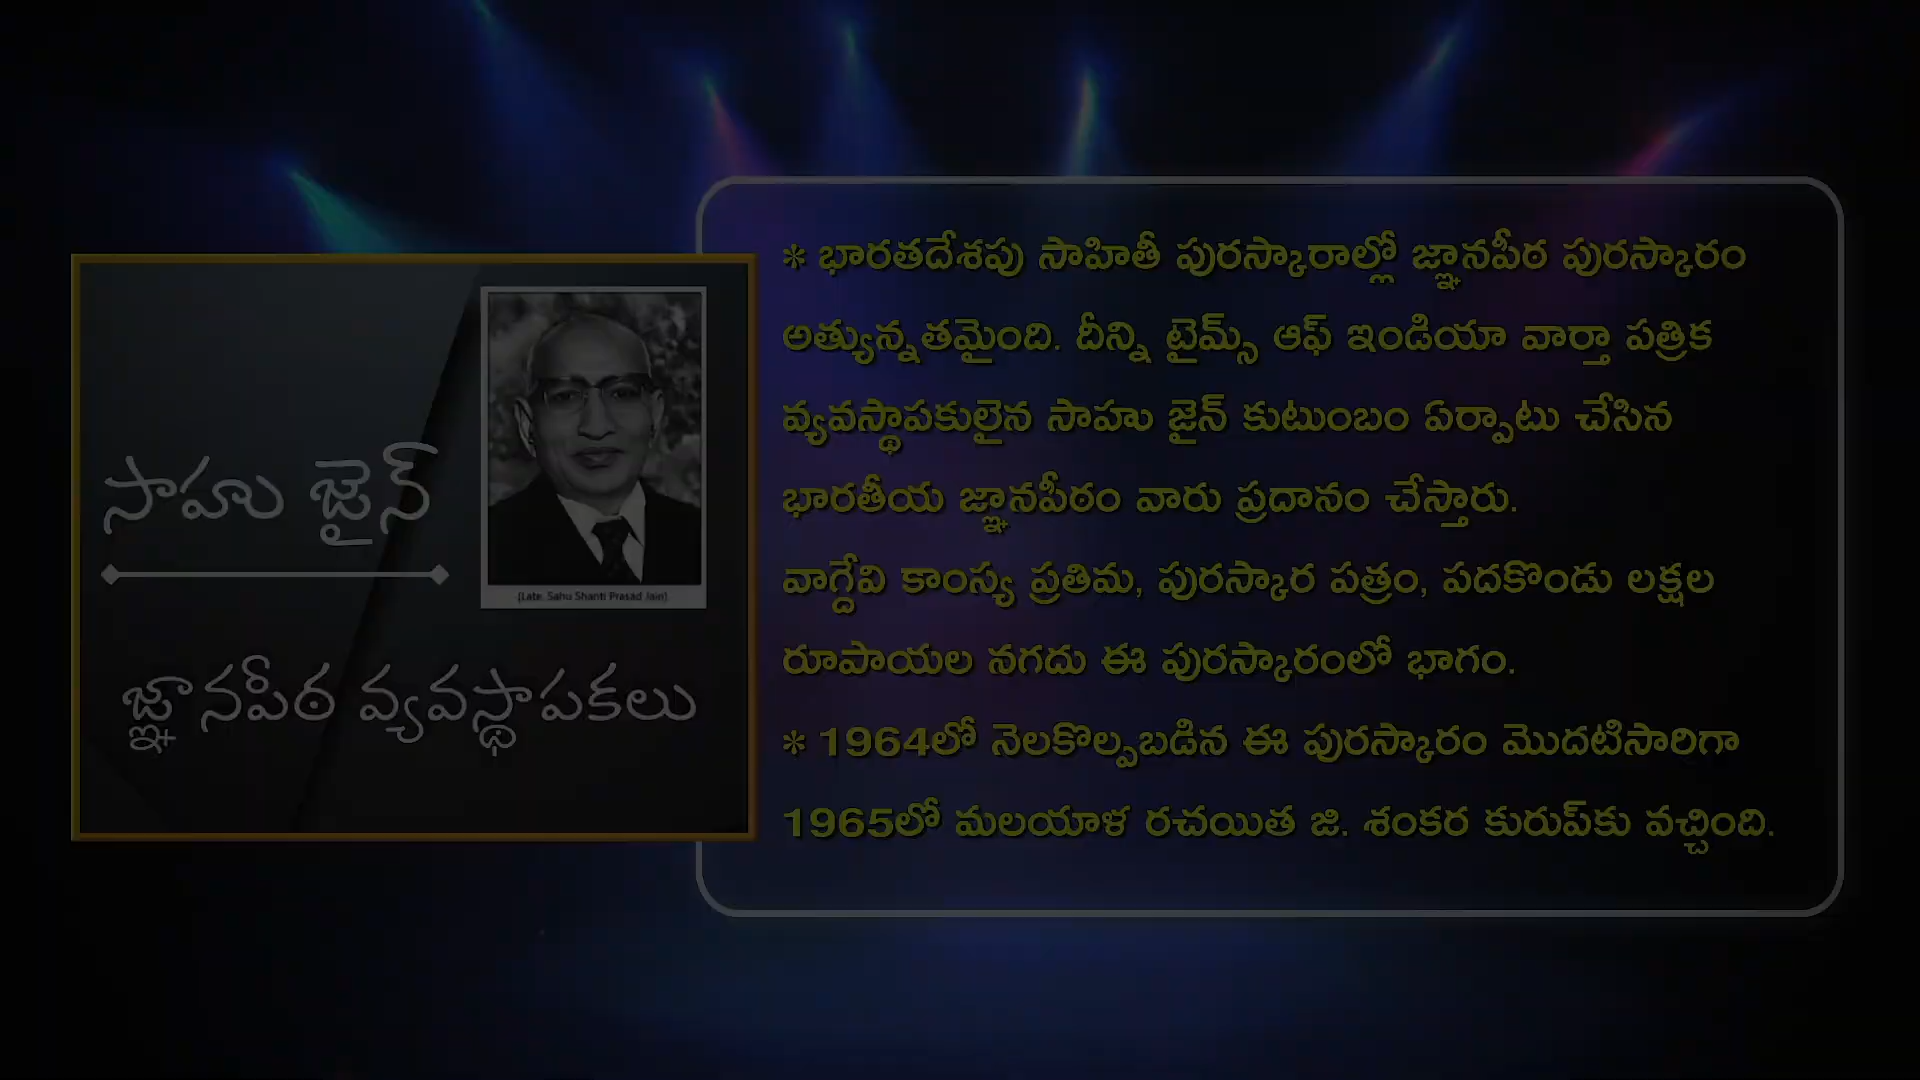 సాహు జైన్
(Late. Sahu Shanti Prasad Jain)
జ్ఞానపీఠ వ్యవస్థాపకలు
* భారతదేశపు సాహితీ పురస్కారాల్లో జ్ఞానపీఠ పురస్కారం
అత్యున్నతమైంది. దీన్ని టైమ్స్ ఆఫ్ ఇండియా వార్తా పత్రిక
వ్యవస్థాపకులైన సాహు జైన్ కుటుంబం ఏర్పాటు చేసిన
భారతీయ జ్ఞానపీఠం వారు ప్రదానం చేస్తారు.
వాగ్దేవి కాంస్య ప్రతిమ, పురస్కార పత్రం, పదకొండు లక్షల
రూపాయల నగదు ఈ పురస్కారంలో భాగం.
* 1964లో నెలకొల్పబడిన ఈ పురస్కారం మొదటిసారిగా
1965లో మలయాళ రచయిత జి. శంకర కురుప్‌కు వచ్చింది.